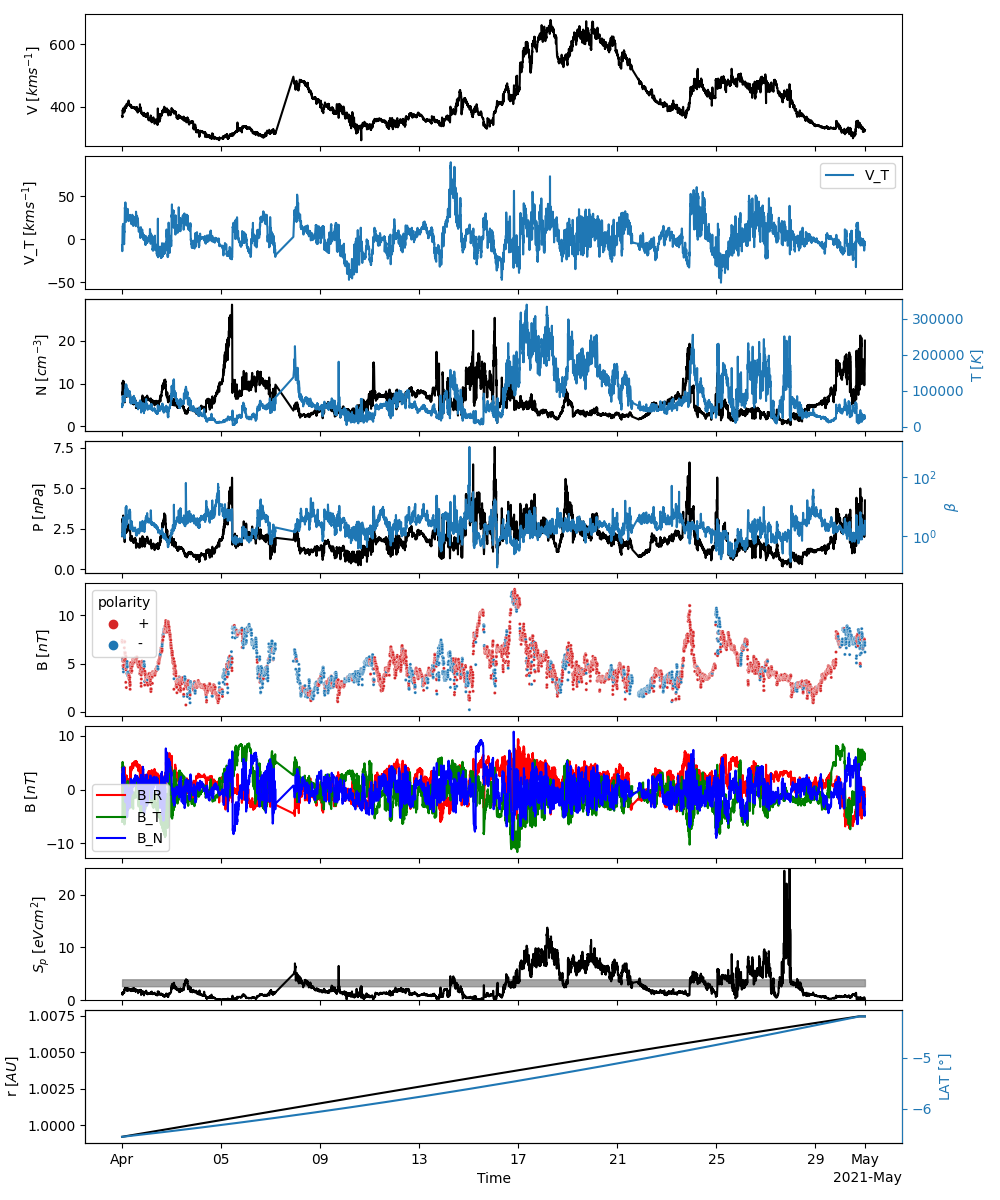 600
400
V [kms⁻¹]
50
0
−50
V_T [kms⁻¹]
V_T
20
10
0
N [cm⁻³]
300000
200000
100000
0
T [K]
7.5
5.0
2.5
0.0
P [nPa]
10²
10⁰
β
10
5
0
B [nT]
polarity
+
-
10
0
−10
B [nT]
B_R
B_T
B_N
20
10
0
Sₚ [eVcm²]
1.0075
1.0050
1.0025
1.0000
r [AU]
−5
−6
LAT [°]
Apr 05 09 13 17 21 25 29 May
Time
2021-May